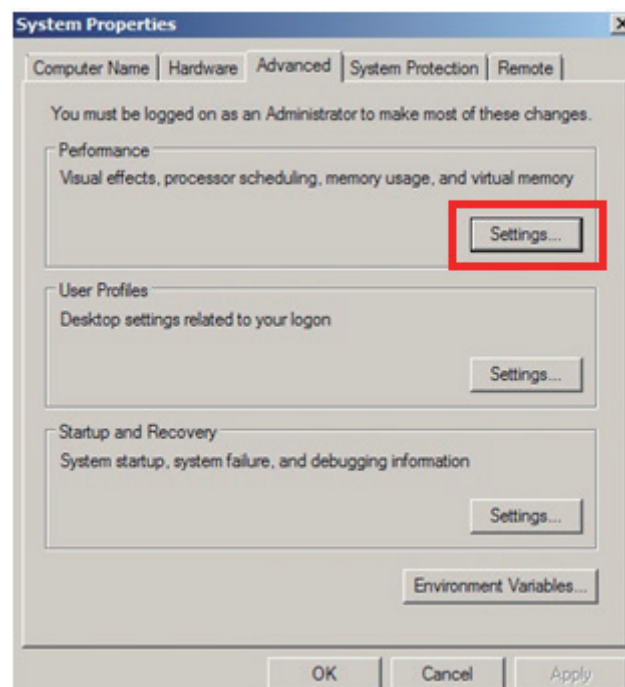 System Properties
Computer Name Hardware Advanced System Protection Remote
You must be logged on as an Administrator to make most of these changes.
Performance
Visual effects, processor scheduling, memory usage, and virtual memory
Settings...
User Profiles
Desktop settings related to your logon
Settings...
Startup and Recovery
System startup, system failure, and debugging information
Settings...
Environment Variables...
OK Cancel Apply